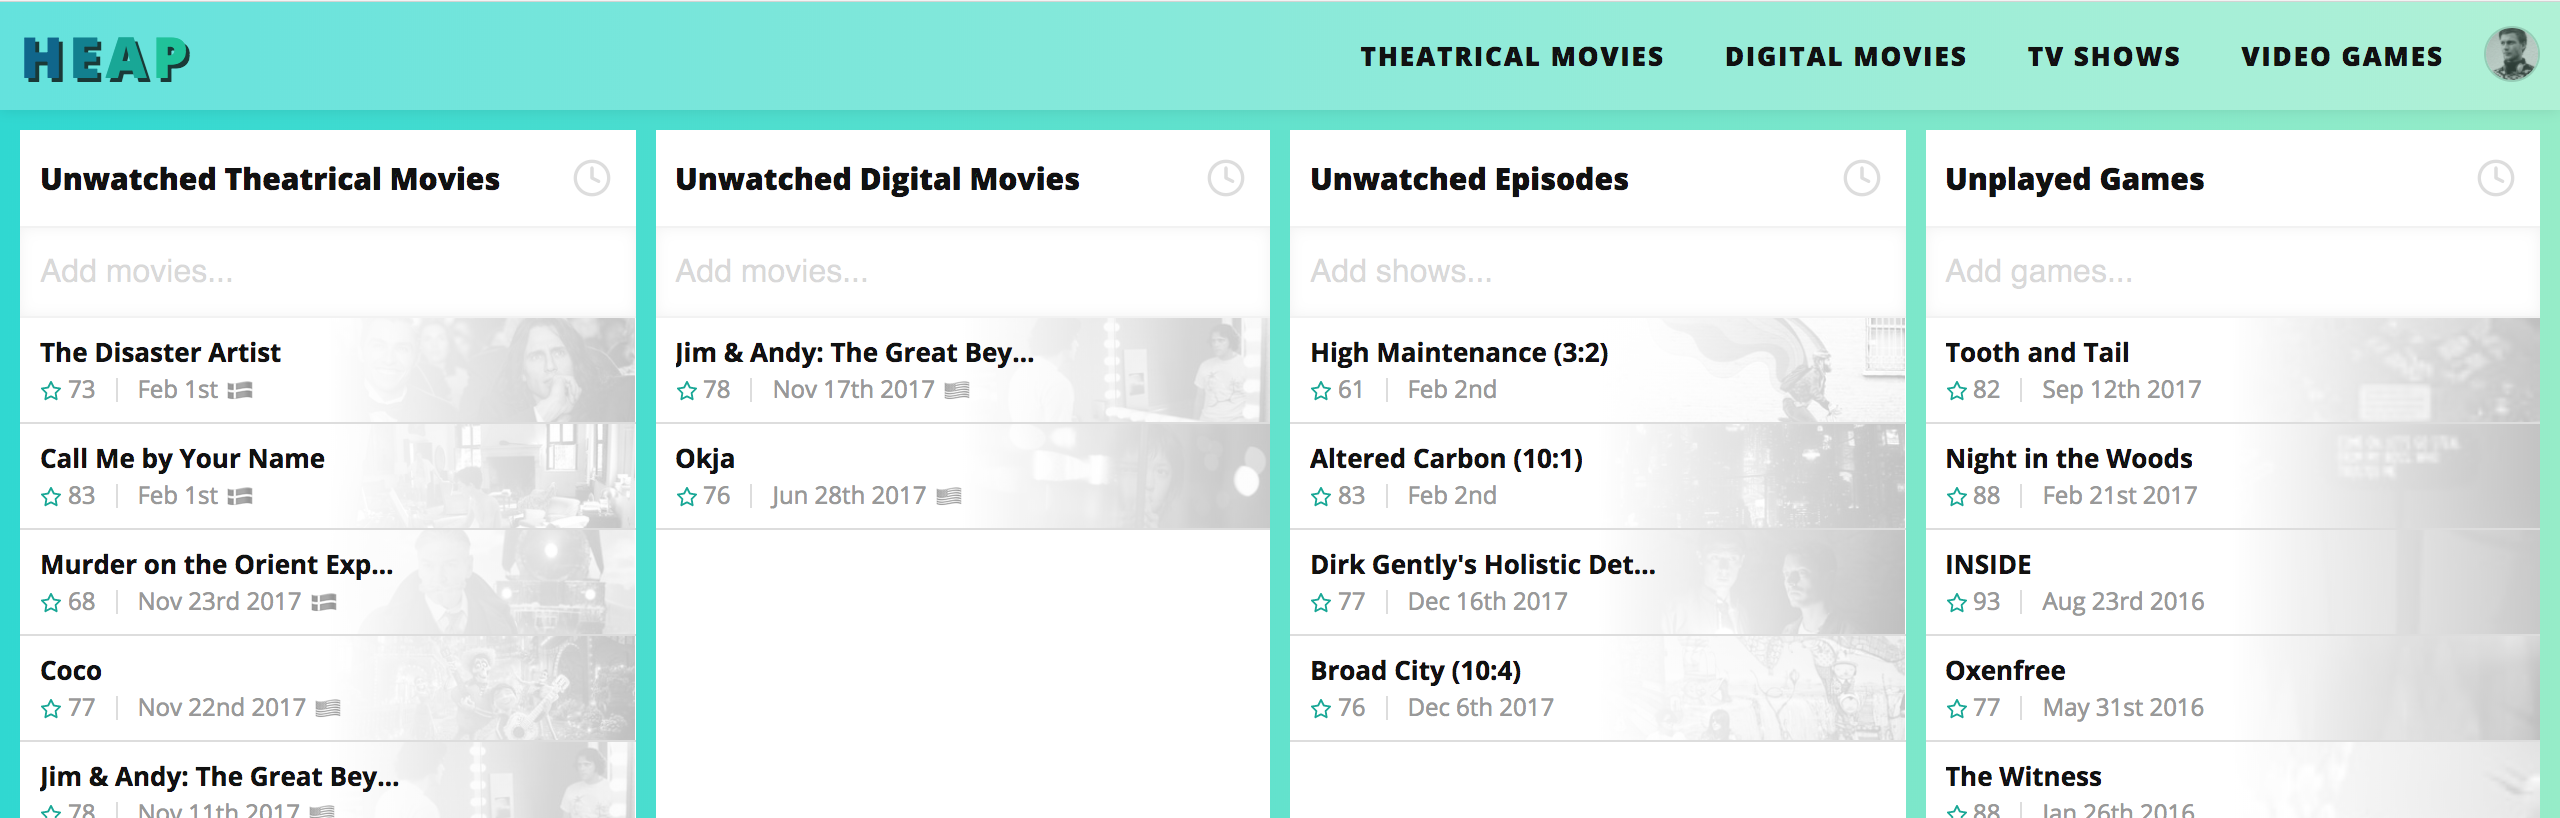 HEAP
THEATRICAL MOVIES
DIGITAL MOVIES
TV SHOWS
VIDEO GAMES
Unwatched Theatrical Movies
Add movies...
The Disaster Artist
73 | Feb 1st
Call Me by Your Name
83 | Feb 1st
Murder on the Orient Exp...
68 | Nov 23rd 2017
Coco
77 | Nov 22nd 2017
Jim & Andy: The Great Bey...
78 | Nov 11th 2017
Unwatched Digital Movies
Add movies...
Jim & Andy: The Great Bey...
78 | Nov 17th 2017
Okja
76 | Jun 28th 2017
Unwatched Episodes
Add shows...
High Maintenance (3:2)
61 | Feb 2nd
Altered Carbon (10:1)
83 | Feb 2nd
Dirk Gently's Holistic Det...
77 | Dec 16th 2017
Broad City (10:4)
76 | Dec 6th 2017
Unplayed Games
Add games...
Tooth and Tail
82 | Sep 12th 2017
Night in the Woods
88 | Feb 21st 2017
INSIDE
93 | Aug 23rd 2016
Oxenfree
77 | May 31st 2016
The Witness
88 | Jan 26th 2016